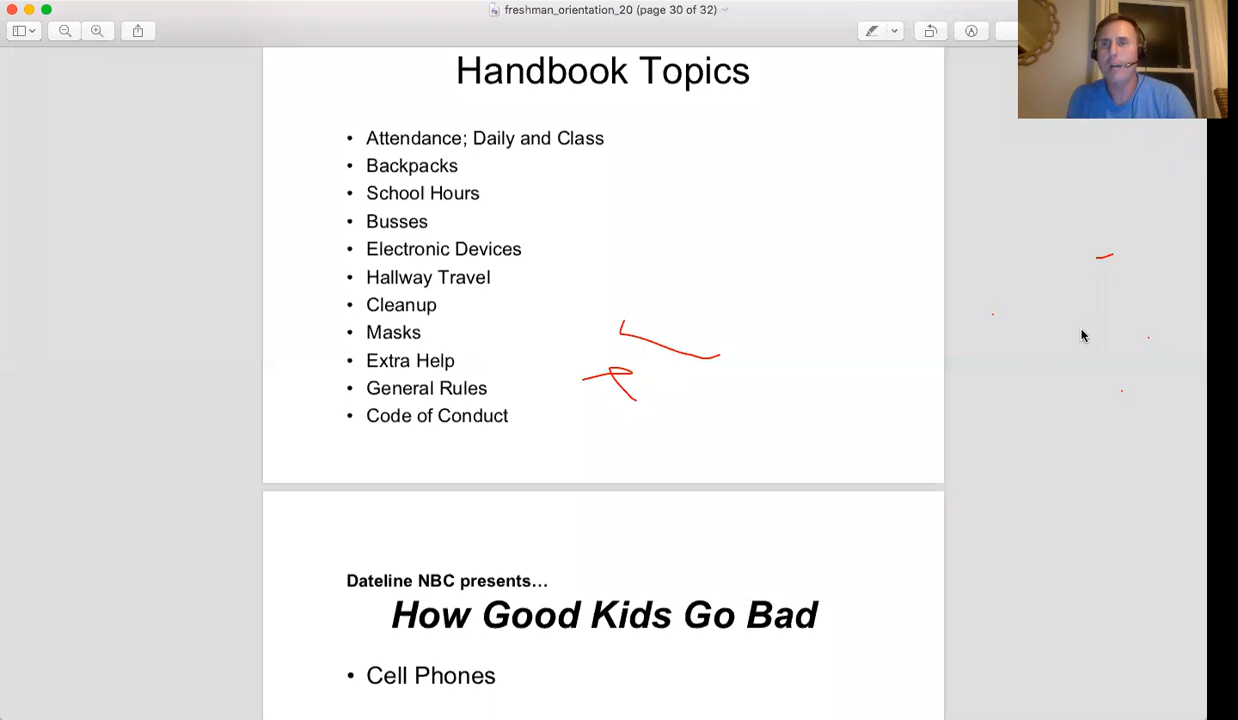 freshman_orientation_20 (page 30 of 32)
Handbook Topics
• Attendance; Daily and Class
• Backpacks
• School Hours
• Busses
• Electronic Devices
• Hallway Travel
• Cleanup
• Masks
• Extra Help
• General Rules
• Code of Conduct
Dateline NBC presents…
How Good Kids Go Bad
• Cell Phones